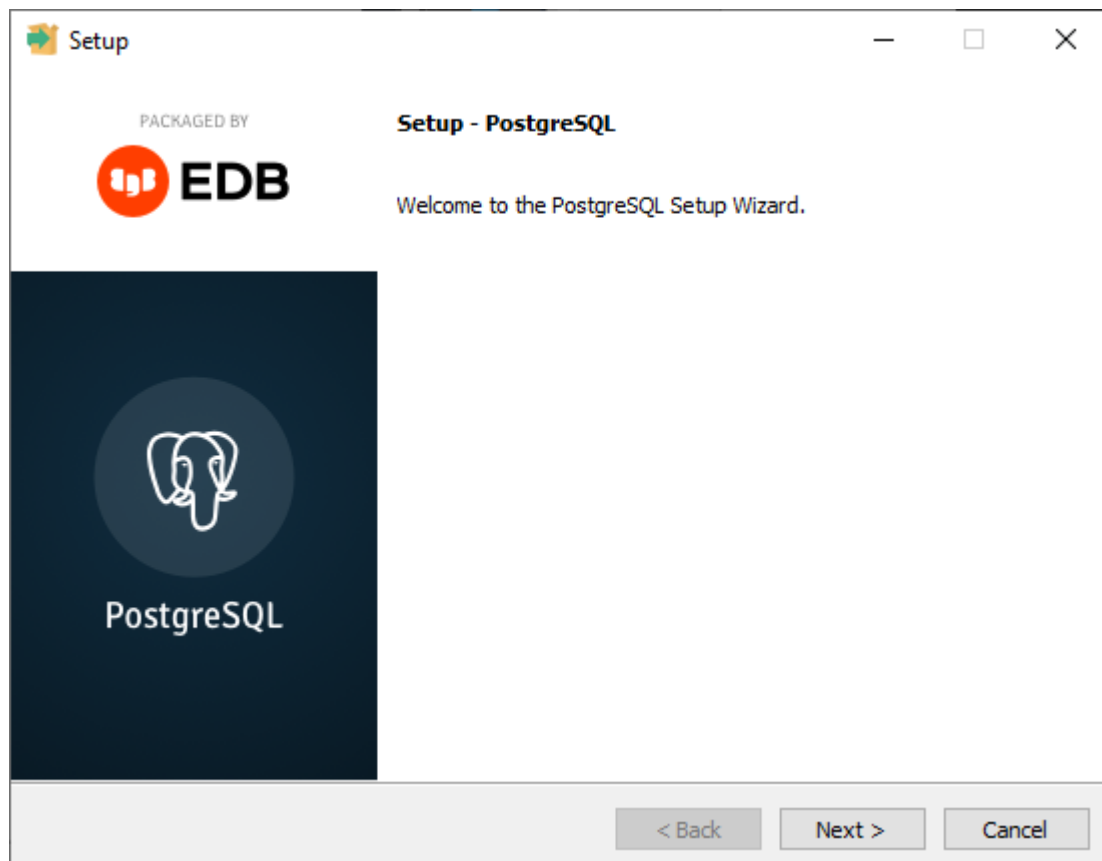 Setup
PACKAGED BY
EDB
Setup - PostgreSQL
Welcome to the PostgreSQL Setup Wizard.
PostgreSQL
< Back
Next >
Cancel